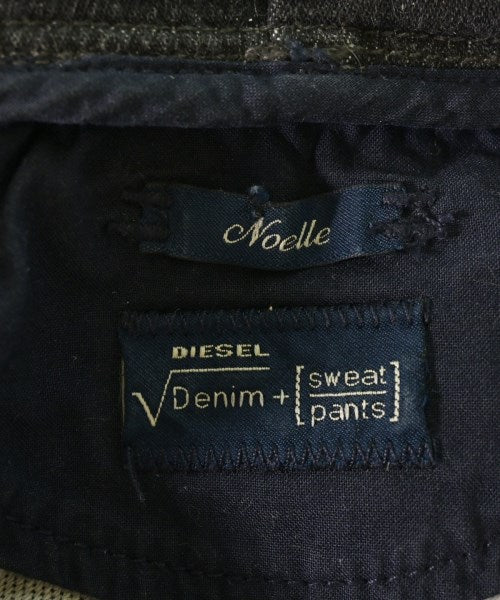 Noelle
DIESEL
√Denim + [sweat
pants]